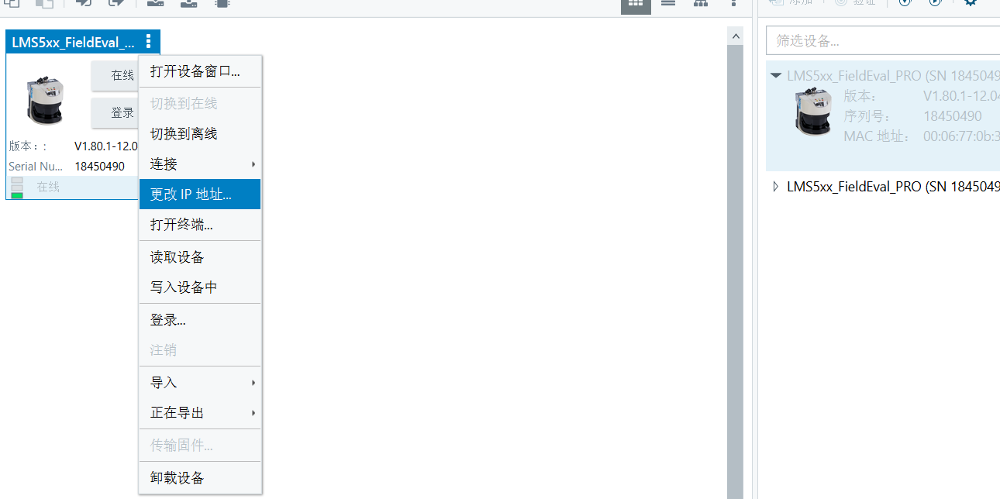 添加
验证
LMS5xx_FieldEval_...
在线
登录
版本：:
V1.80.1-12.0
Serial Nu...
18450490
在线
打开设备窗口...
切换到在线
切换到离线
连接
更改 IP 地址...
打开终端...
读取设备
写入设备中
登录...
注销
导入
正在导出
传输固件...
卸载设备
筛选设备...
LMS5xx_FieldEval_PRO (SN 1845049
版本：
V1.80.1-12.04
序列号：
18450490
MAC 地址：
00:06:77:0b:3
LMS5xx_FieldEval_PRO (SN 1845049